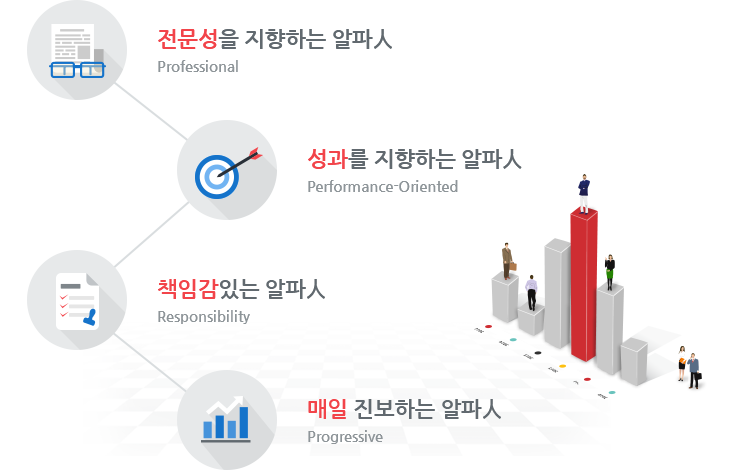 전문성을 지향하는 알파人
Professional
성과를 지향하는 알파人
Performance-Oriented
책임감있는 알파人
Responsibility
매일 진보하는 알파人
Progressive